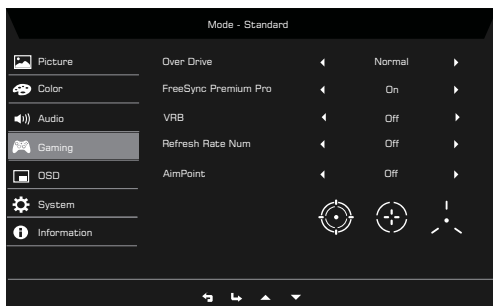 Mode - Standard
Picture
Over Drive Normal
Color
FreeSync Premium Pro On
Audio
VRB Off
Gaming
Refresh Rate Num Off
OSD
AimPoint Off
System
Information